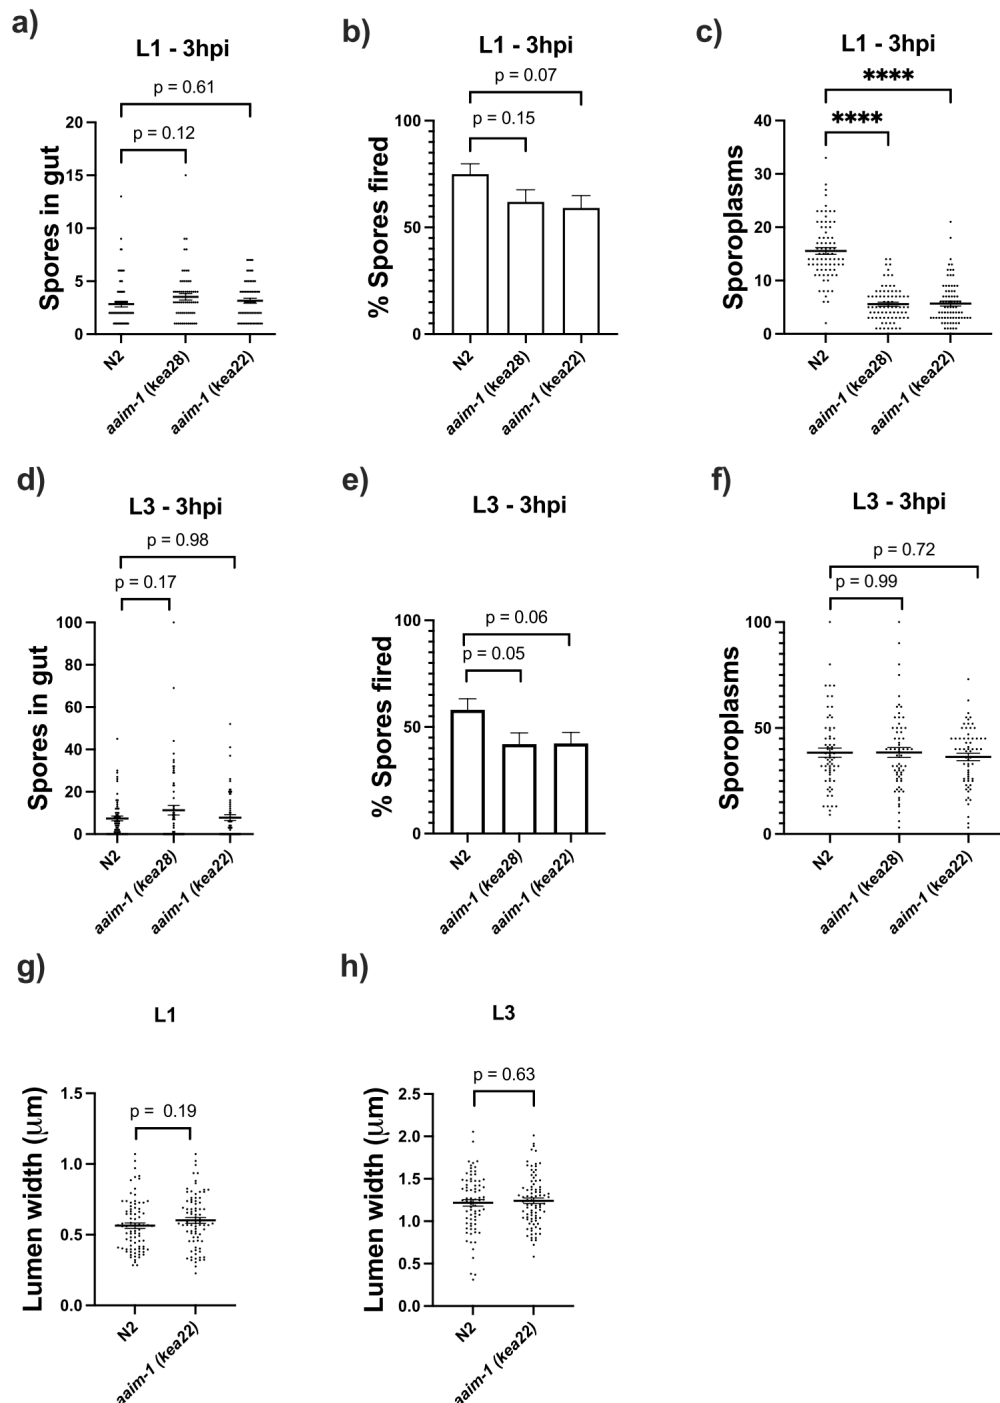 a)
L1 - 3hpi
p = 0.61
p = 0.12
Spores in gut
20
15
10
5
0
N2
aaim-1 (kea28)
aaim-1 (kea22)
b)
L1 - 3hpi
p = 0.07
p = 0.15
% Spores fired
100
50
0
N2
aaim-1 (kea28)
aaim-1 (kea22)
c)
L1 - 3hpi
****
****
Sporoplasms
40
30
20
10
0
N2
aaim-1 (kea28)
aaim-1 (kea22)
d)
L3 - 3hpi
p = 0.98
p = 0.17
Spores in gut
100
80
60
40
20
0
N2
aaim-1 (kea28)
aaim-1 (kea22)
e)
L3 - 3hpi
p = 0.06
p = 0.05
% Spores fired
100
50
0
N2
aaim-1 (kea28)
aaim-1 (kea22)
f)
L3 - 3hpi
p = 0.72
p = 0.99
Sporoplasms
100
50
0
N2
aaim-1 (kea28)
aaim-1 (kea22)
g)
L1
p = 0.19
Lumen width (μm)
1.5
1.0
0.5
0.0
N2
aaim-1 (kea22)
h)
L3
p = 0.63
Lumen width (μm)
2.5
2.0
1.5
1.0
0.5
0.0
N2
aaim-1 (kea22)